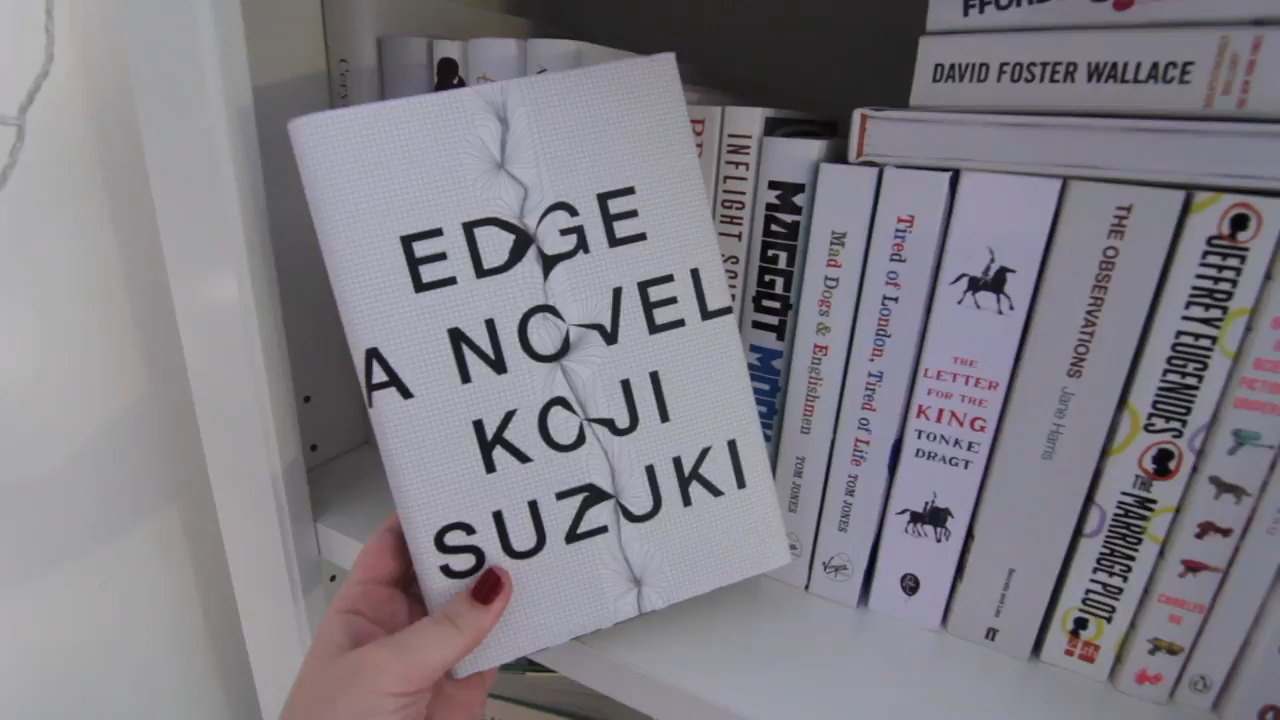 EDGE
A NOVEL
KOJI
SUZUKI
DAVID FOSTER WALLACE
INFLIGHT
MAGGOT
Mad Dogs & Englishmen TOM JONES
Tired of London, Tired of Life TOM JONES
THE
LETTER
FOR THE
KING
TONKE
DRAGT
THE OBSERVATIONS Jane Harris
JEFFREY EUGENIDES THE MARRIAGE PLOT